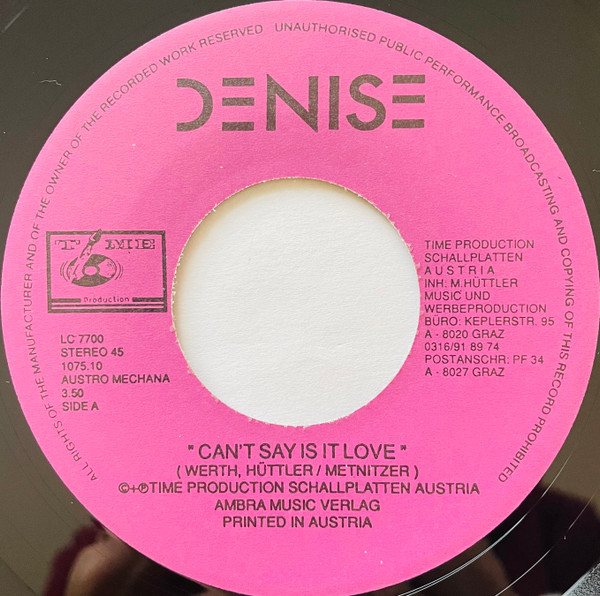 ALL RIGHTS OF THE MANUFACTURER AND OF THE OWNER OF THE RECORDED WORK RESERVED UNAUTHORISED PUBLIC PERFORMANCE BROADCASTING AND COPYING OF THIS RECORD PROHIBITED
DENISE
TIME
Production
LC 7700
STEREO 45
1075.10
AUSTRO MECHANA
3.50
SIDE A
TIME PRODUCTION
SCHALLPLATTEN
AUSTRIA
INH. M.HÜTTLER
MUSIC UND
WERBEPRODUCTION
BÜRO: KEPLERSTR. 95
A - 8020 GRAZ
0316/91 89 74
POSTANSCHR: PF 34
A - 8027 GRAZ
" CAN'T SAY IS IT LOVE "
( WERTH, HÜTTLER / METNITZER )
©+℗TIME PRODUCTION SCHALLPLATTEN AUSTRIA
AMBRA MUSIC VERLAG
PRINTED IN AUSTRIA